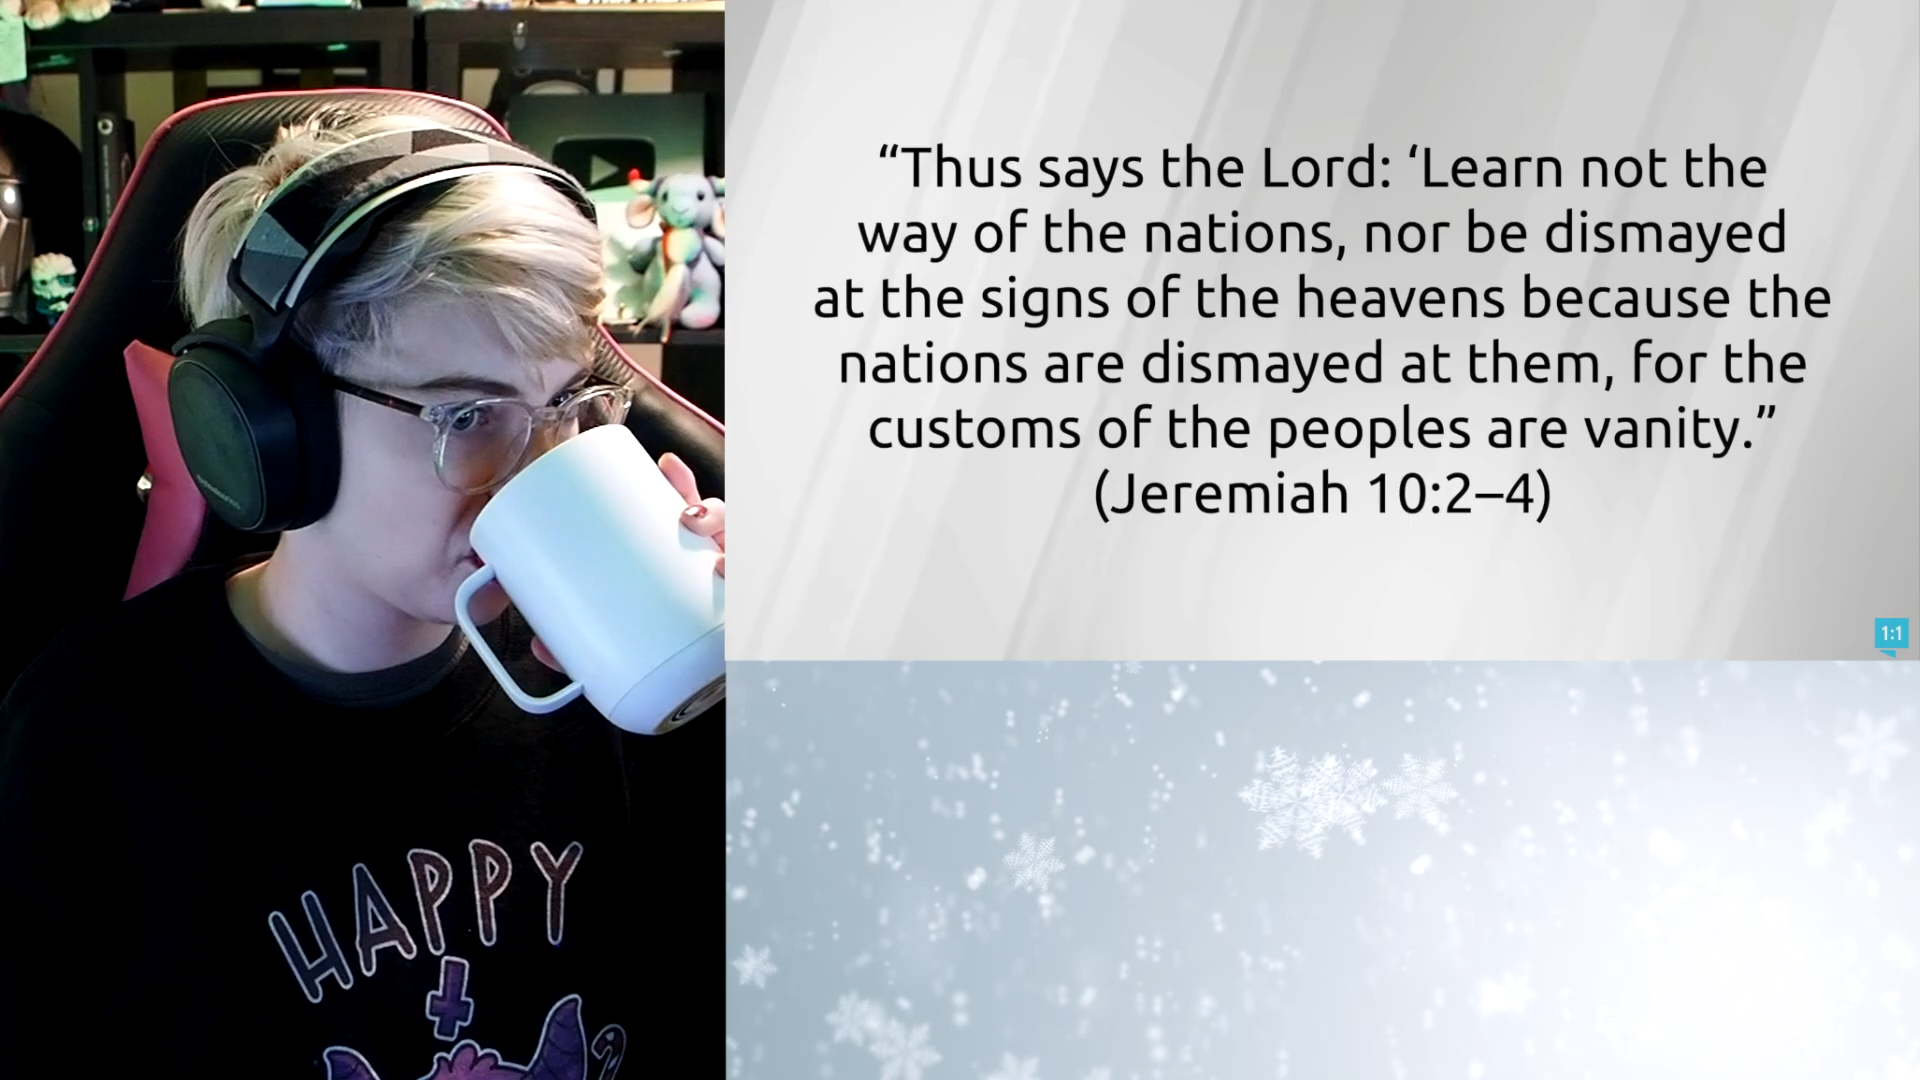 “Thus says the Lord: ‘Learn not the
way of the nations, nor be dismayed
at the signs of the heavens because the
nations are dismayed at them, for the
customs of the peoples are vanity.”
(Jeremiah 10:2–4)
1:1
HAPPY